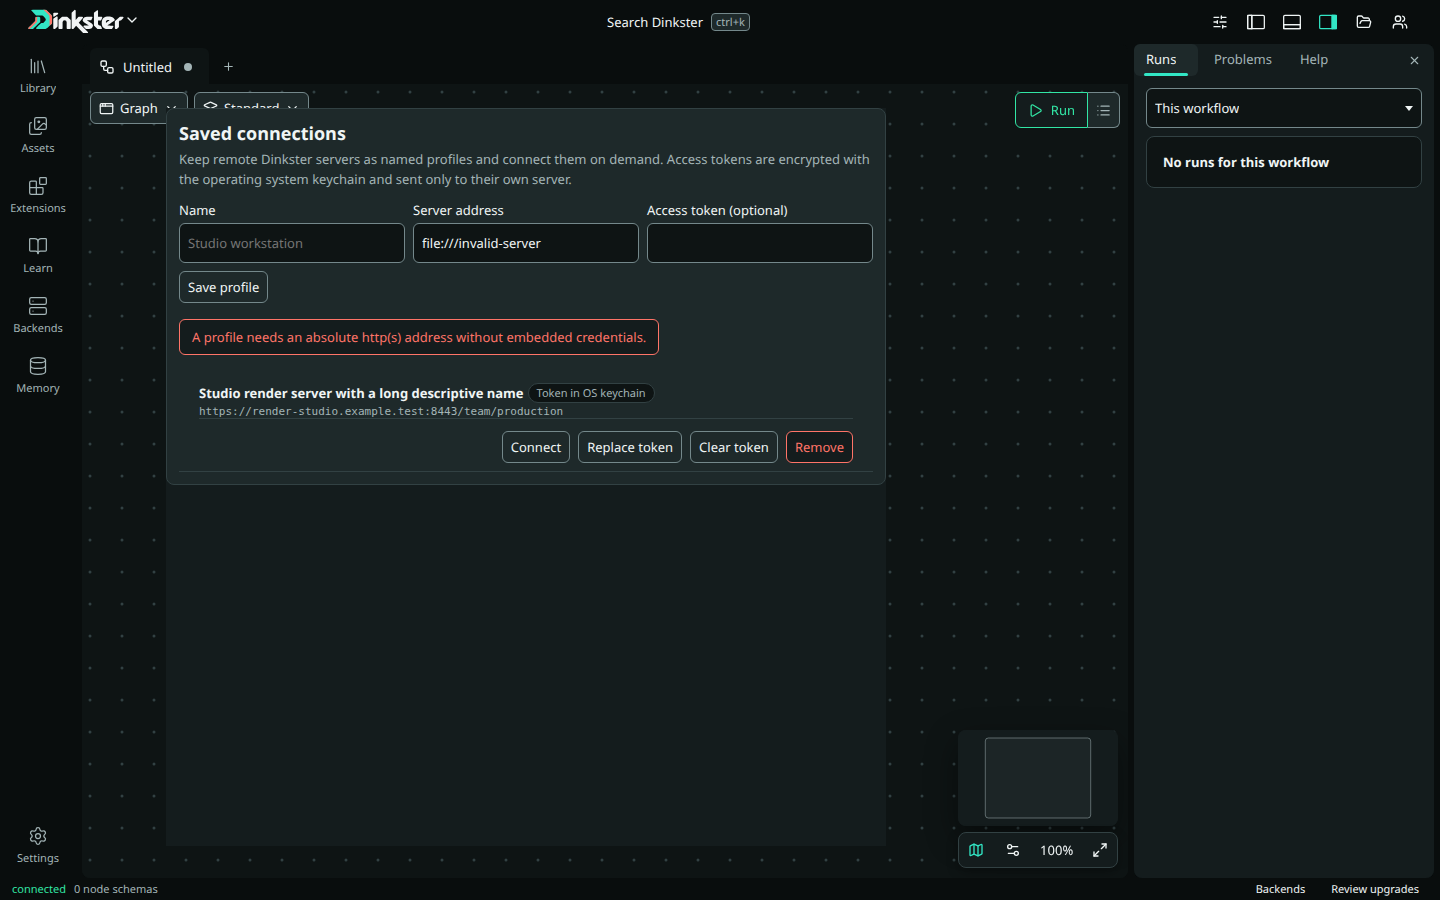 Dinkster
Search Dinkster ctrl+k
Library
Assets
Extensions
Learn
Backends
Memory
Settings
Untitled
Graph
Standard
Run
Saved connections
Keep remote Dinkster servers as named profiles and connect them on demand. Access tokens are encrypted with
the operating system keychain and sent only to their own server.
Name Server address Access token (optional)
Studio workstation file:///invalid-server
Save profile
A profile needs an absolute http(s) address without embedded credentials.
Studio render server with a long descriptive name Token in OS keychain
https://render-studio.example.test:8443/team/production
Connect Replace token Clear token Remove
100%
Runs Problems Help
This workflow
No runs for this workflow
connected 0 node schemas
Backends Review upgrades